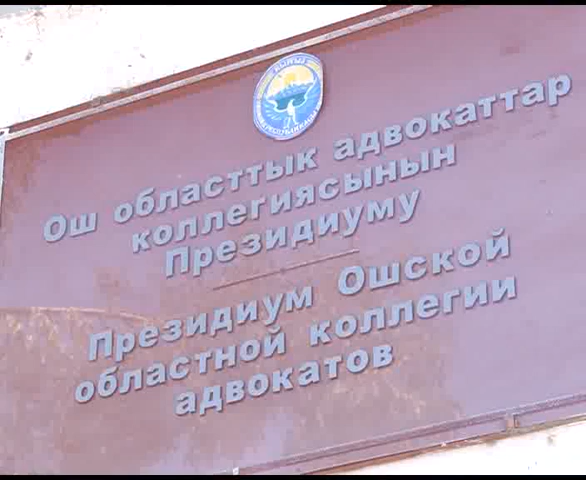 Ош областтык адвокаттар
коллегиясынын
Президиуму
Президиум Ошской
областной коллегии
адвокатов